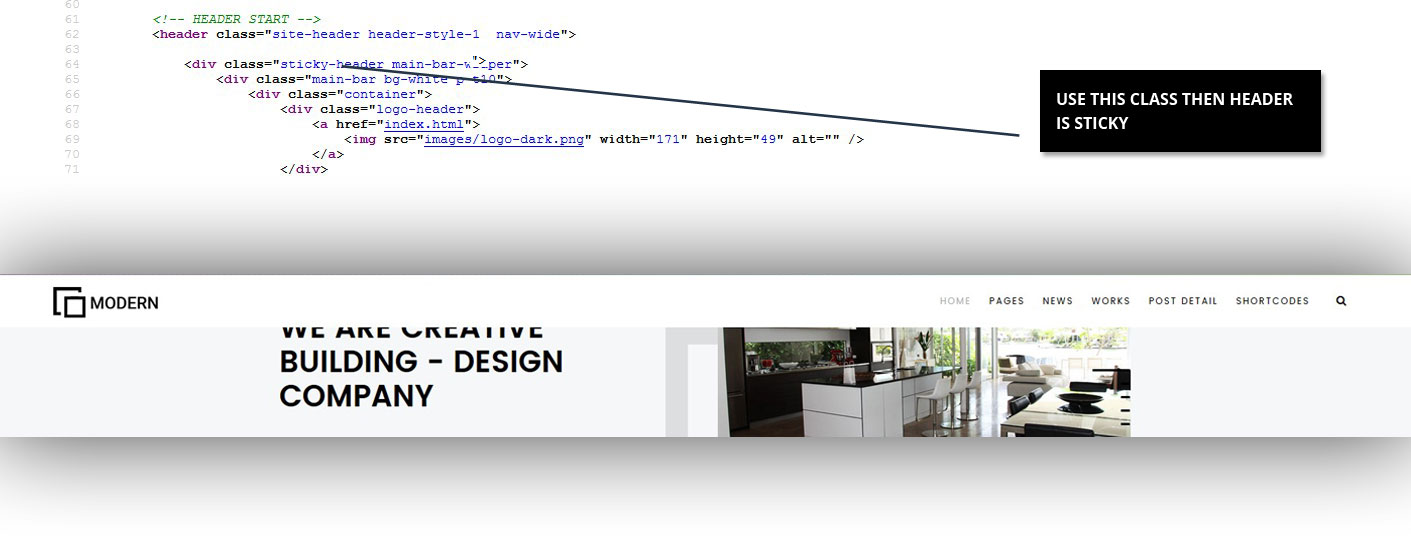 60
61 <!-- HEADER START -->
62 <header class="site-header header-style-1  nav-wide">
63
64 <div class="sticky-header main-bar-w per">
65 <div class="main-bar bg-white p-t10">
66 <div class="container">
67 <div class="logo-header">
68 <a href="index.html">
69 <img src="images/logo-dark.png" width="171" height="49" alt="" />
70 </a>
71 </div>
USE THIS CLASS THEN HEADER
IS STICKY
MODERN
HOME PAGES NEWS WORKS POST DETAIL SHORTCODES
WE ARE CREATIVE
BUILDING - DESIGN
COMPANY